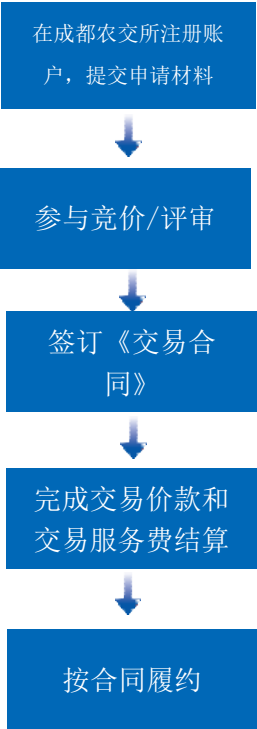 在成都农交所注册账
户，提交申请材料
参与竞价/评审
签订《交易合
同》
完成交易价款和
交易服务费结算
按合同履约